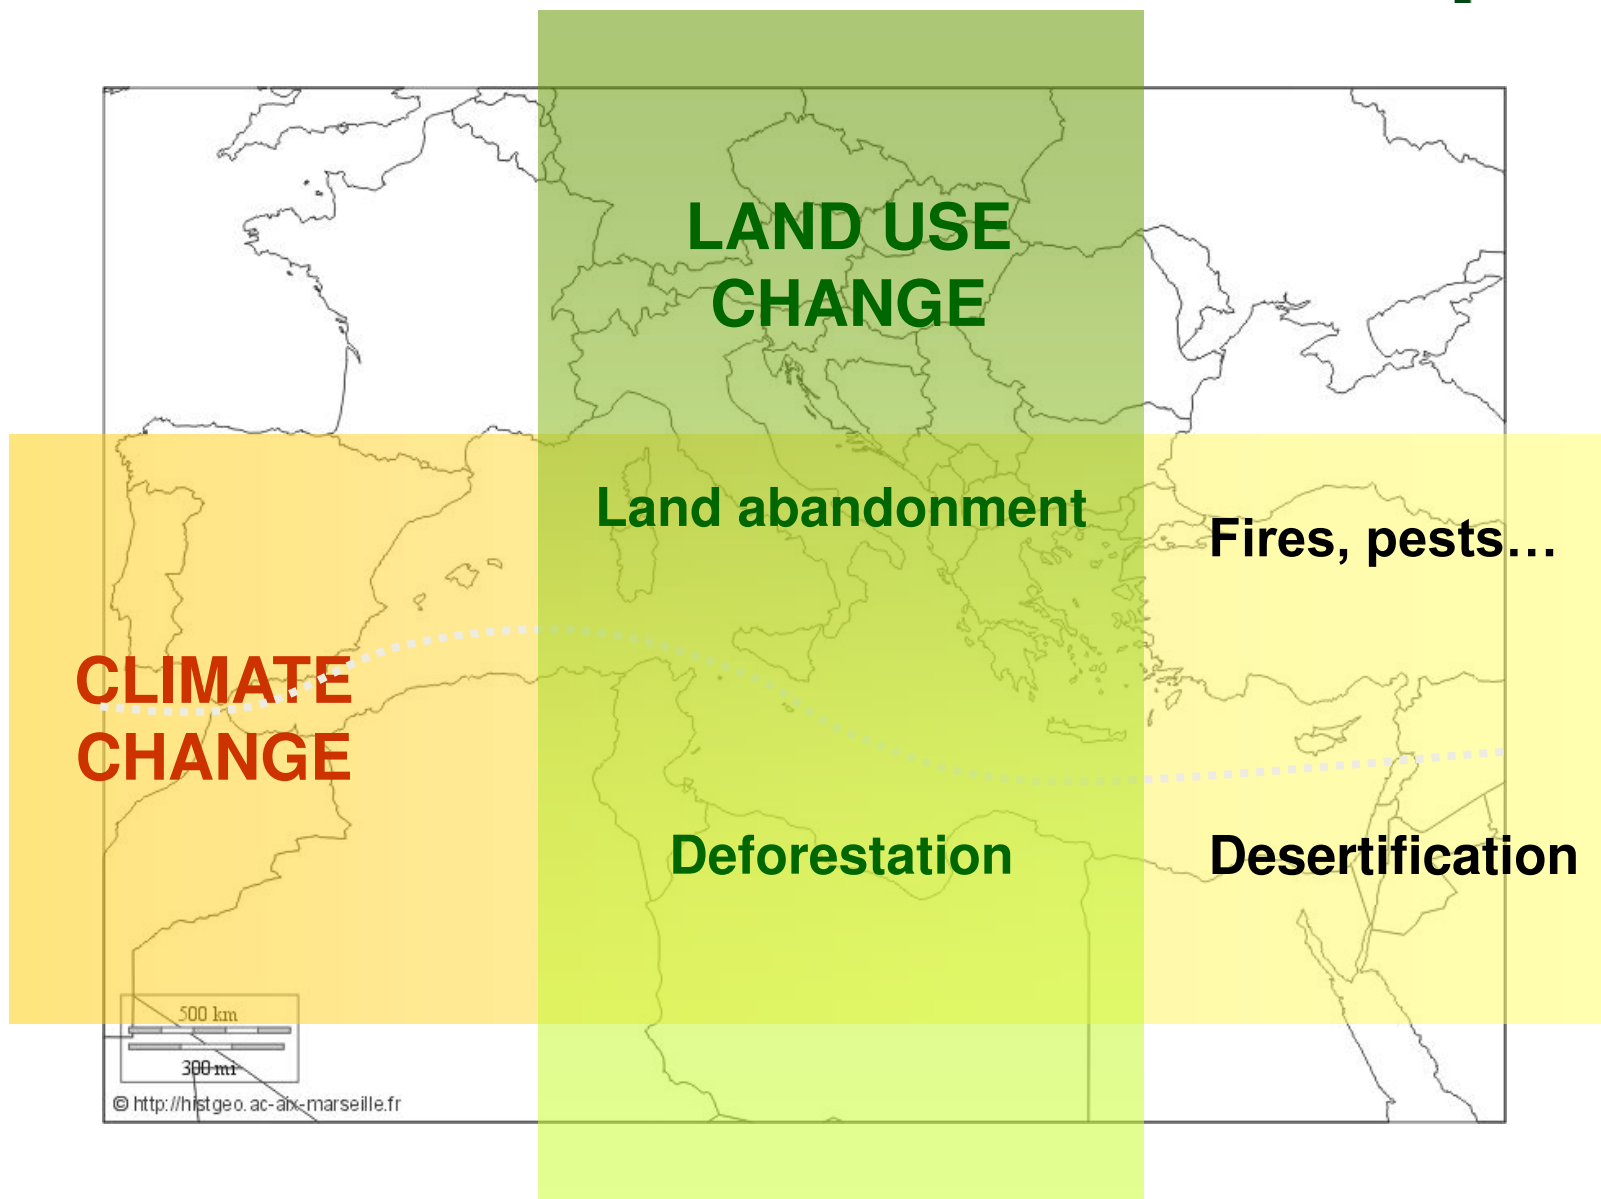 LAND USE
CHANGE
Land abandonment
Fires, pests…
CLIMATE
CHANGE
Deforestation
Desertification
500 km
300 mi
© http://histgeo.ac-aix-marseille.fr